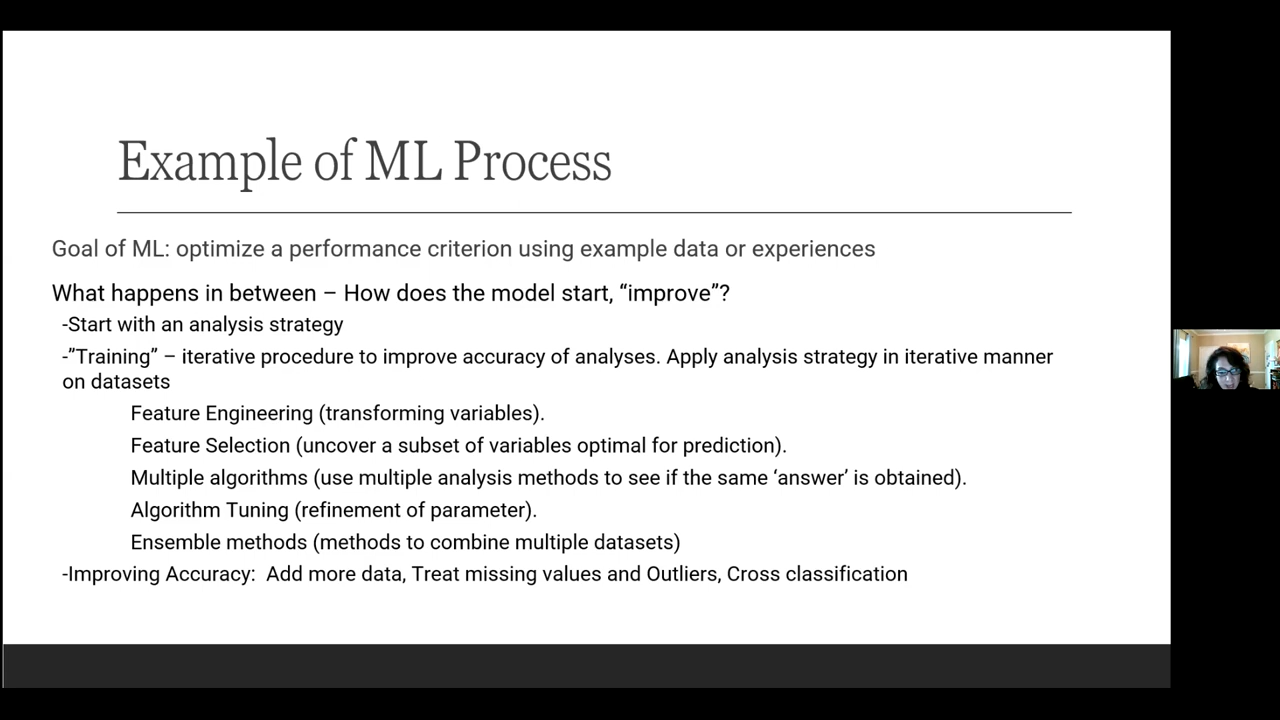 Example of ML Process
Goal of ML: optimize a performance criterion using example data or experiences
What happens in between – How does the model start, “improve”?
-Start with an analysis strategy
-”Training” – iterative procedure to improve accuracy of analyses. Apply analysis strategy in iterative manner
on datasets
Feature Engineering (transforming variables).
Feature Selection (uncover a subset of variables optimal for prediction).
Multiple algorithms (use multiple analysis methods to see if the same ‘answer’ is obtained).
Algorithm Tuning (refinement of parameter).
Ensemble methods (methods to combine multiple datasets)
-Improving Accuracy:  Add more data, Treat missing values and Outliers, Cross classification